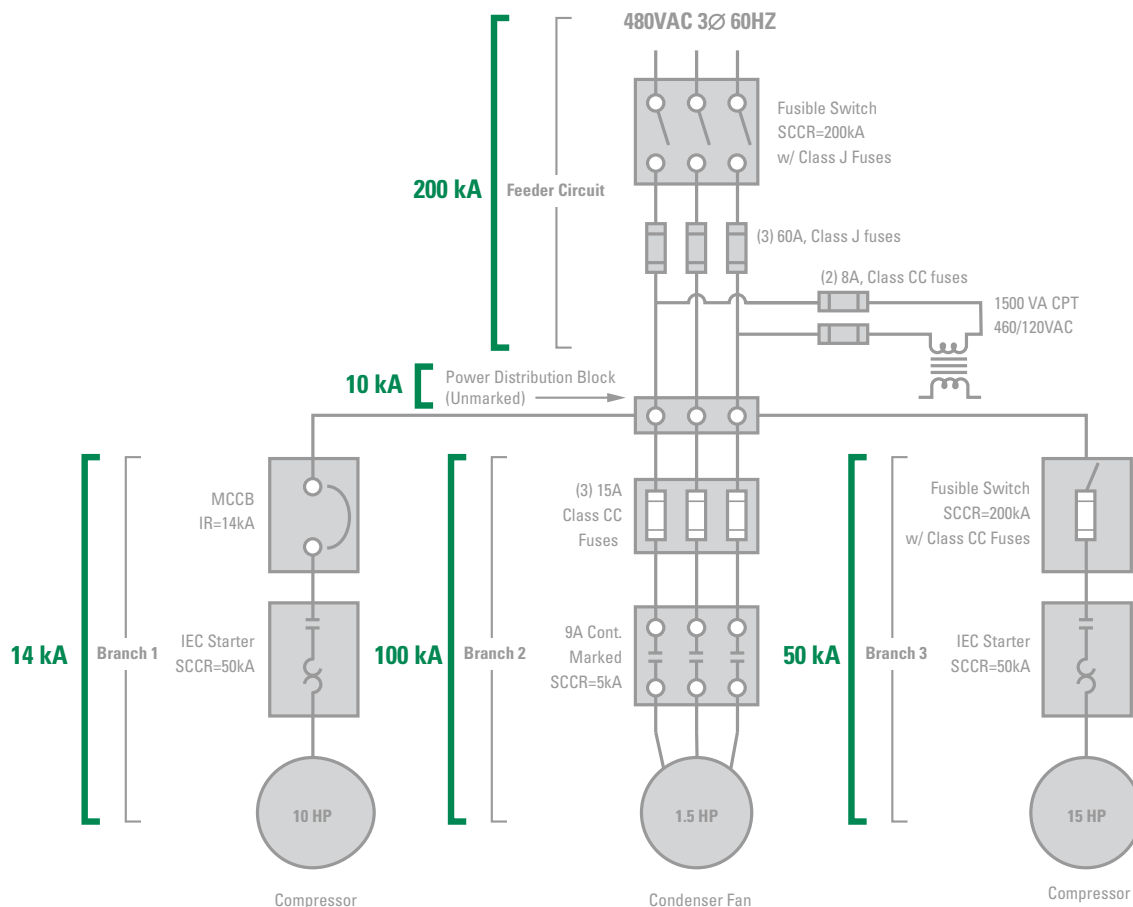 480VAC 3Ø 60HZ
Fusible Switch
SCCR=200kA
w/ Class J Fuses
200 kA
Feeder Circuit
(3) 60A, Class J fuses
(2) 8A, Class CC fuses
1500 VA CPT
460/120VAC
10 kA
Power Distribution Block
(Unmarked)
MCCB
IR=14kA
(3) 15A
Class CC
Fuses
Fusible Switch
SCCR=200kA
w/ Class CC Fuses
14 kA
Branch 1
IEC Starter
SCCR=50kA
100 kA
Branch 2
9A Cont.
Marked
SCCR=5kA
50 kA
Branch 3
IEC Starter
SCCR=50kA
10 HP
1.5 HP
15 HP
Compressor
Condenser Fan
Compressor